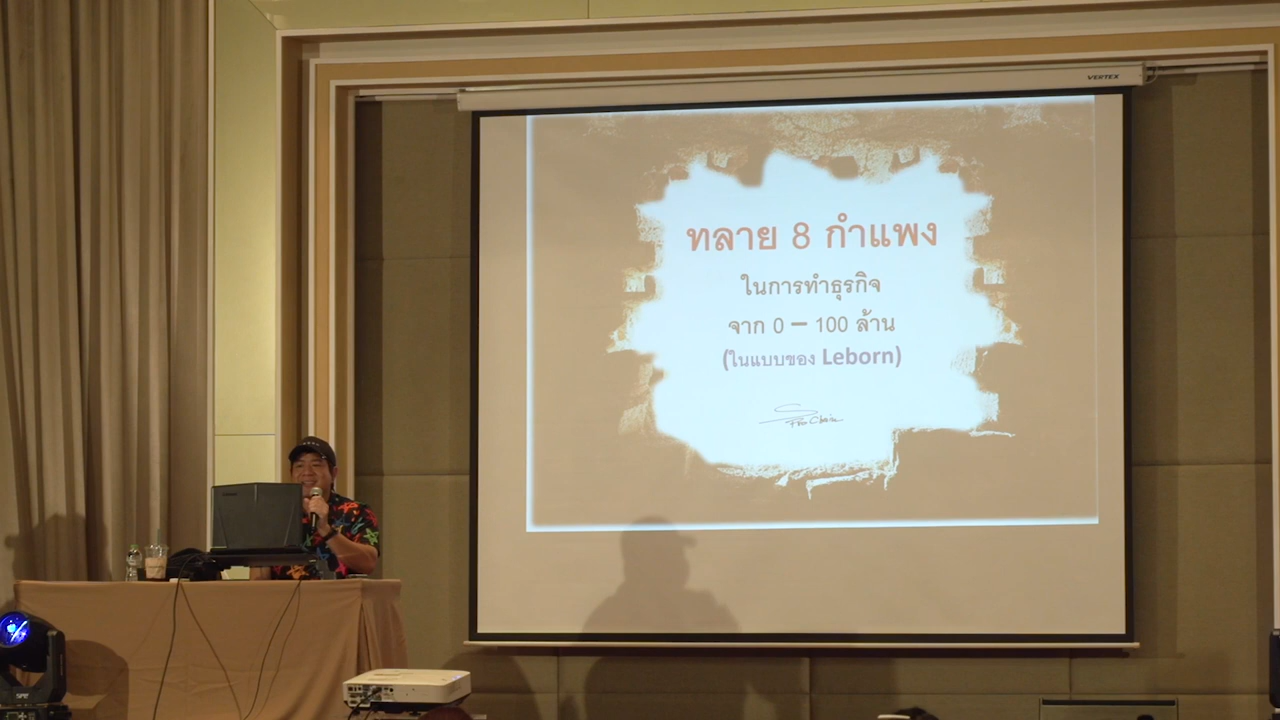 VERTEX
ทลาย 8 กำแพง
ในการทำธุรกิจ
จาก 0 – 100 ล้าน
(ในแบบของ Leborn)